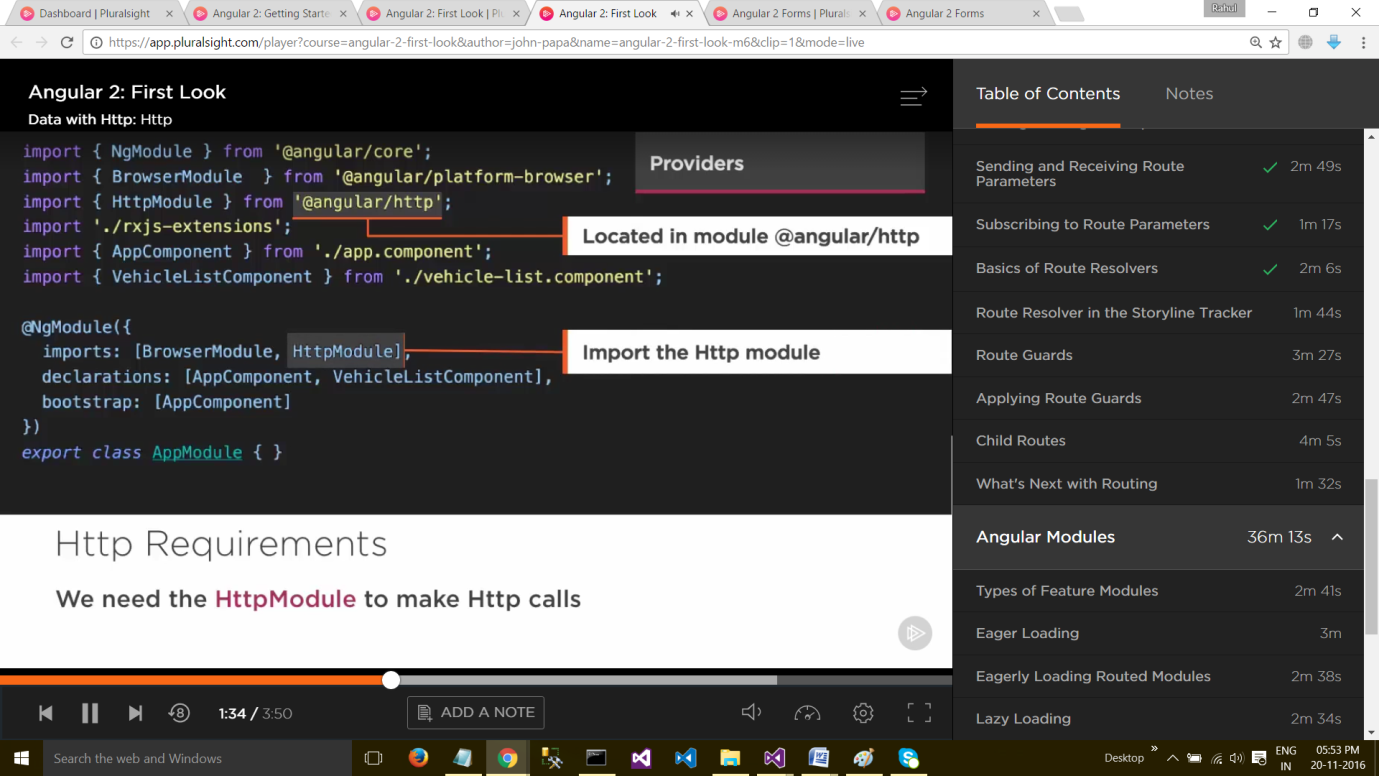 Dashboard | Pluralsight
Angular 2: Getting Starte
Angular 2: First Look | Pl
Angular 2: First Look
Angular 2 Forms | Plurals
Angular 2 Forms
Rahul
https://app.pluralsight.com/player?course=angular-2-first-look&author=john-papa&name=angular-2-first-look-m6&clip=1&mode=live
Angular 2: First Look
Data with Http: Http
import { NgModule } from '@angular/core';
import { BrowserModule } from '@angular/platform-browser';
import { HttpModule } from '@angular/http';
import './rxjs-extensions';
import { AppComponent } from './app.component';
import { VehicleListComponent } from './vehicle-list.component';
@NgModule({
imports: [BrowserModule, HttpModule],
declarations: [AppComponent, VehicleListComponent],
bootstrap: [AppComponent]
})
export class AppModule { }
Providers
Located in module @angular/http
Import the Http module
Http Requirements
We need the HttpModule to make Http calls
8
1:34 / 3:50
ADD A NOTE
Table of Contents
Notes
Sending and Receiving Route
Parameters
2m 49s
Subscribing to Route Parameters
1m 17s
Basics of Route Resolvers
2m 6s
Route Resolver in the Storyline Tracker
1m 44s
Route Guards
3m 27s
Applying Route Guards
2m 47s
Child Routes
4m 5s
What's Next with Routing
1m 32s
Angular Modules
36m 13s
Types of Feature Modules
2m 41s
Eager Loading
3m
Eagerly Loading Routed Modules
2m 38s
Lazy Loading
2m 34s
Search the web and Windows
Desktop
ENG
IN
05:53 PM
20-11-2016